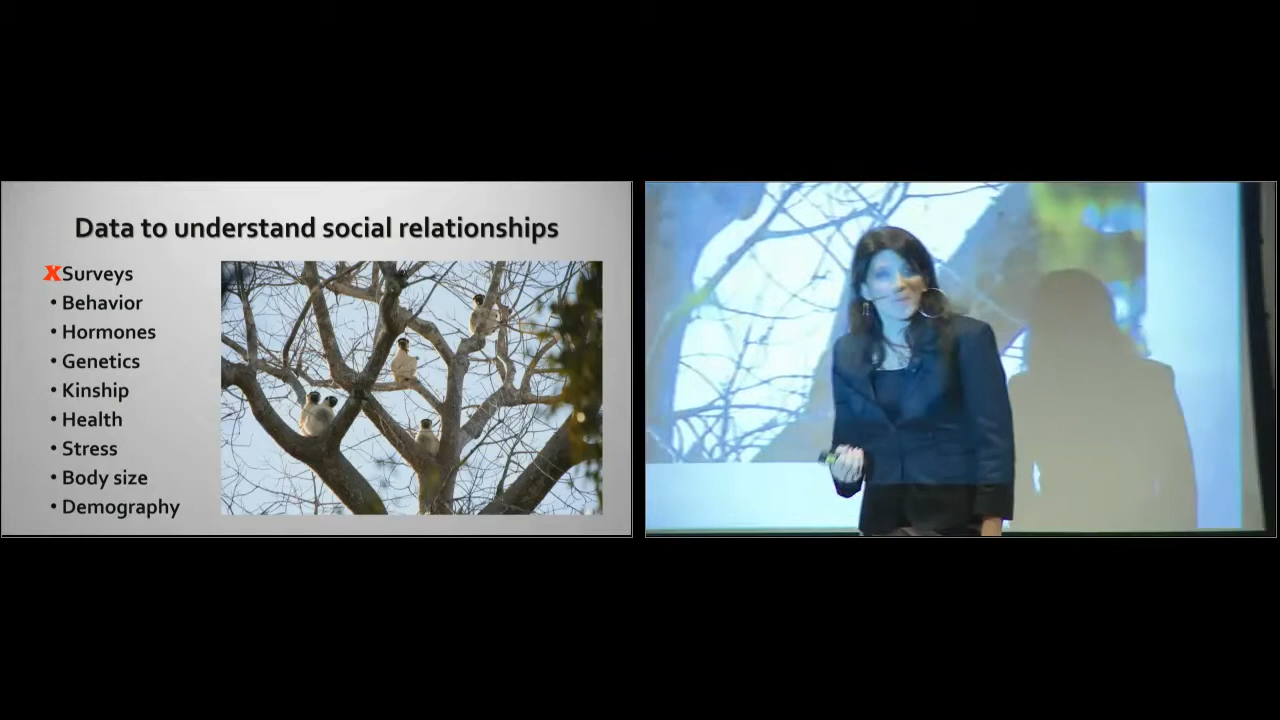 Data to understand social relationships
X Surveys
• Behavior
• Hormones
• Genetics
• Kinship
• Health
• Stress
• Body size
• Demography